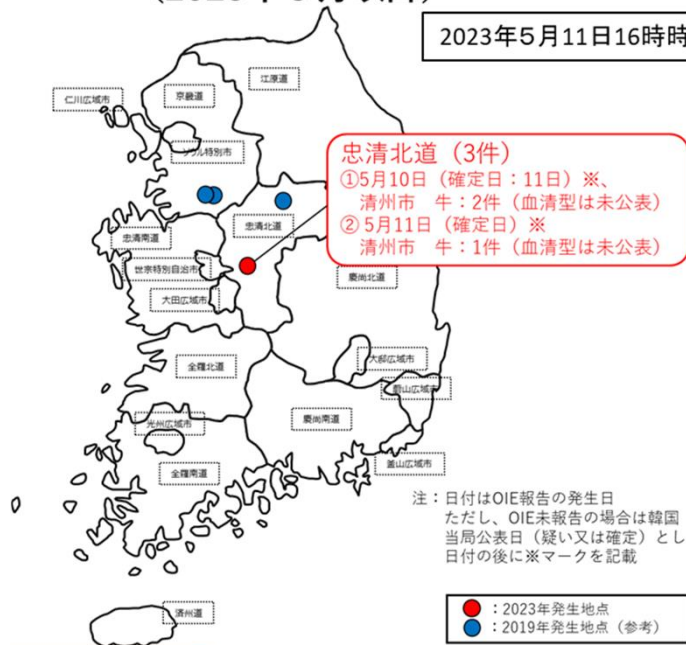 2023年5月11日16時時
江原道
京畿道
仁川広域市
ソウル特別市
忠清北道（3件）
①5月10日（確定日：11日）※、
清州市　牛：2件（血清型は未公表）
② 5月11日（確定日）※
清州市　牛：1件（血清型は未公表）
忠清北道
忠清南道
世宗特別自治市
慶尚北道
大田広域市
大邱広域市
全羅北道
蔚山広域市
慶尚南道
光州広域市
釜山広域市
全羅南道
注：日付はOIE報告の発生日
ただし、OIE未報告の場合は韓国
当局公表日（疑い又は確定）とし
日付の後に※マークを記載
：2023年発生地点
：2019年発生地点（参考）
済州道